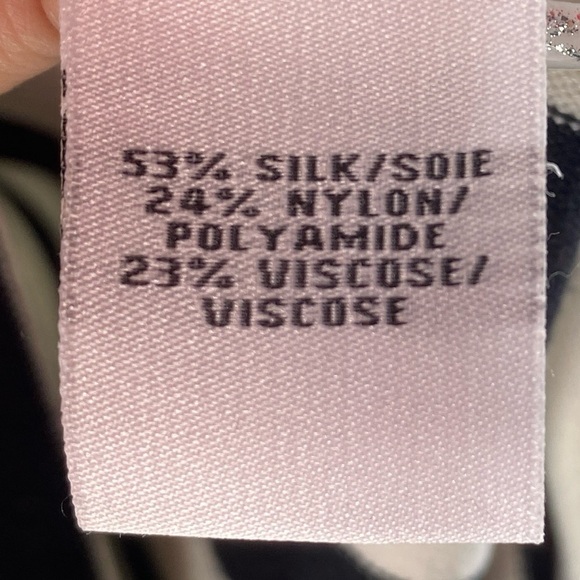 53% SILK/SOIE
24% NYLON/
POLYAMIDE
23% VISCOSE/
VISCOSE